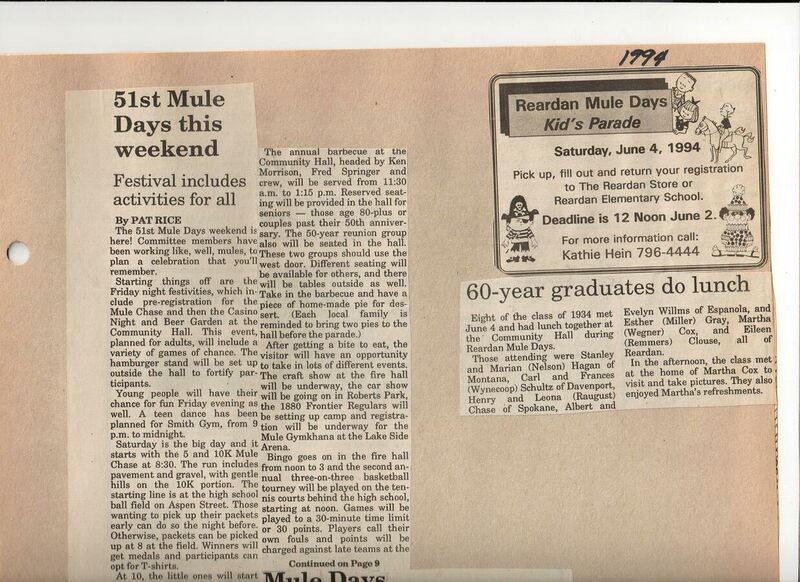 1994
51st Mule
Days this
weekend
Festival includes
activities for all
By PAT RICE
The 51st Mule Days weekend is
here! Committee members have
been working like, well, mules, to
plan a celebration that you'll
remember.
Starting things off are the
Friday night festivities, which in-
clude pre-registration for the
Mule Chase and then the Casino
Night and Beer Garden at the
Community Hall. This event,
planned for adults, will include a
variety of games of chance. The
hamburger stand will be set up
outside the hall to fortify par-
ticipants.
Young people will have their
chance for fun Friday evening as
well. A teen dance has been
planned for Smith Gym, from 9
p.m. to midnight.
Saturday is the big day and it
starts with the 5 and 10K Mule
Chase at 8:30. The run includes
pavement and gravel, with gentle
hills on the 10K portion. The
starting line is at the high school
ball field on Aspen Street. Those
wanting to pick up their packets
early can do so the night before.
Otherwise, packets can be picked
up at 8 at the field. Winners will
get medals and participants can
opt for T-shirts.
At 10, the little ones will start
The annual barbecue at the
Community Hall, headed by Ken
Morrison, Fred Springer and
crew, will be served from 11:30
a.m. to 1:15 p.m. Reserved seat-
ing will be provided in the hall for
seniors — those age 80-plus or
couples past their 50th anniver-
sary. The 50-year reunion group
also will be seated in the hall.
These two groups should use the
west door. Different seating will
be available for others, and there
will be tables outside as well.
Take in the barbecue and have a
piece of home-made pie for des-
sert. (Each local family is
reminded to bring two pies to the
hall before the parade.)
After getting a bite to eat, the
visitor will have an opportunity
to take in lots of different events.
The craft show at the fire hall
will be underway, the car show
will be going on in Roberts Park,
the 1880 Frontier Regulars will
be setting up camp and registra-
tion will be underway for the
Mule Gymkhana at the Lake Side
Arena.
Bingo goes on in the fire hall
from noon to 3 and the second an-
nual three-on-three basketball
tourney will be played on the ten-
nis courts behind the high school,
starting at noon. Games will be
played to a 30-minute time limit
or 30 points. Players call their
own fouls and points will be
charged against late teams at the
Continued on Page 9
Mule Days
Reardan Mule Days
Kid's Parade
Saturday, June 4, 1994
Pick up, fill out and return your registration
to The Reardan Store or
Reardan Elementary School.
Deadline is 12 Noon June 2.
For more information call:
Kathie Hein 796-4444
60-year graduates do lunch
Eight of the class of 1934 met
June 4 and had lunch together at
the Community Hall during
Reardan Mule Days.
Those attending were Stanley
and Marian (Nelson) Hagan of
Montana, Carl and Frances
(Wynecoop) Schultz of Davenport,
Henry and Leona (Raugust)
Chase of Spokane, Albert and
Evelyn Willms of Espanola, and
Esther (Miller) Gray, Martha
(Wegner) Cox, and Eileen
(Remmers) Clouse, all of
Reardan.
In the afternoon, the class met
at the home of Martha Cox to
visit and take pictures. They also
enjoyed Martha's refreshments.